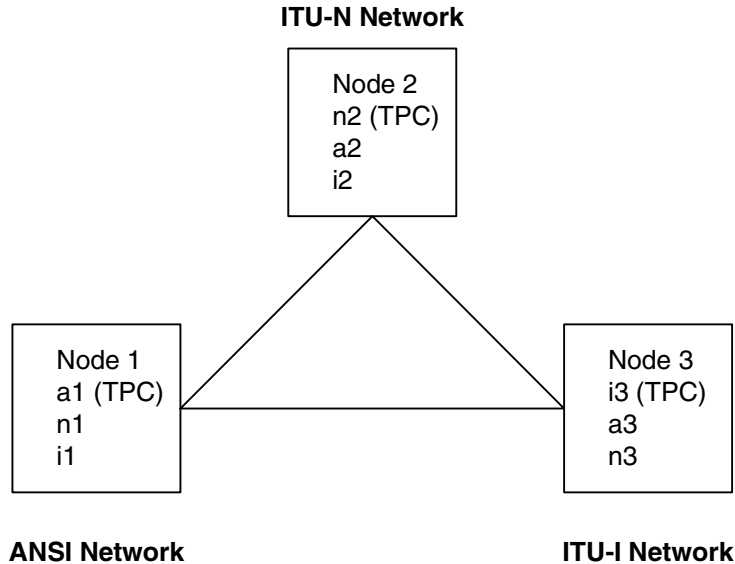 ITU-N Network
Node 2
n2 (TPC)
a2
i2
Node 1
a1 (TPC)
n1
i1
Node 3
i3 (TPC)
a3
n3
ANSI Network
ITU-I Network